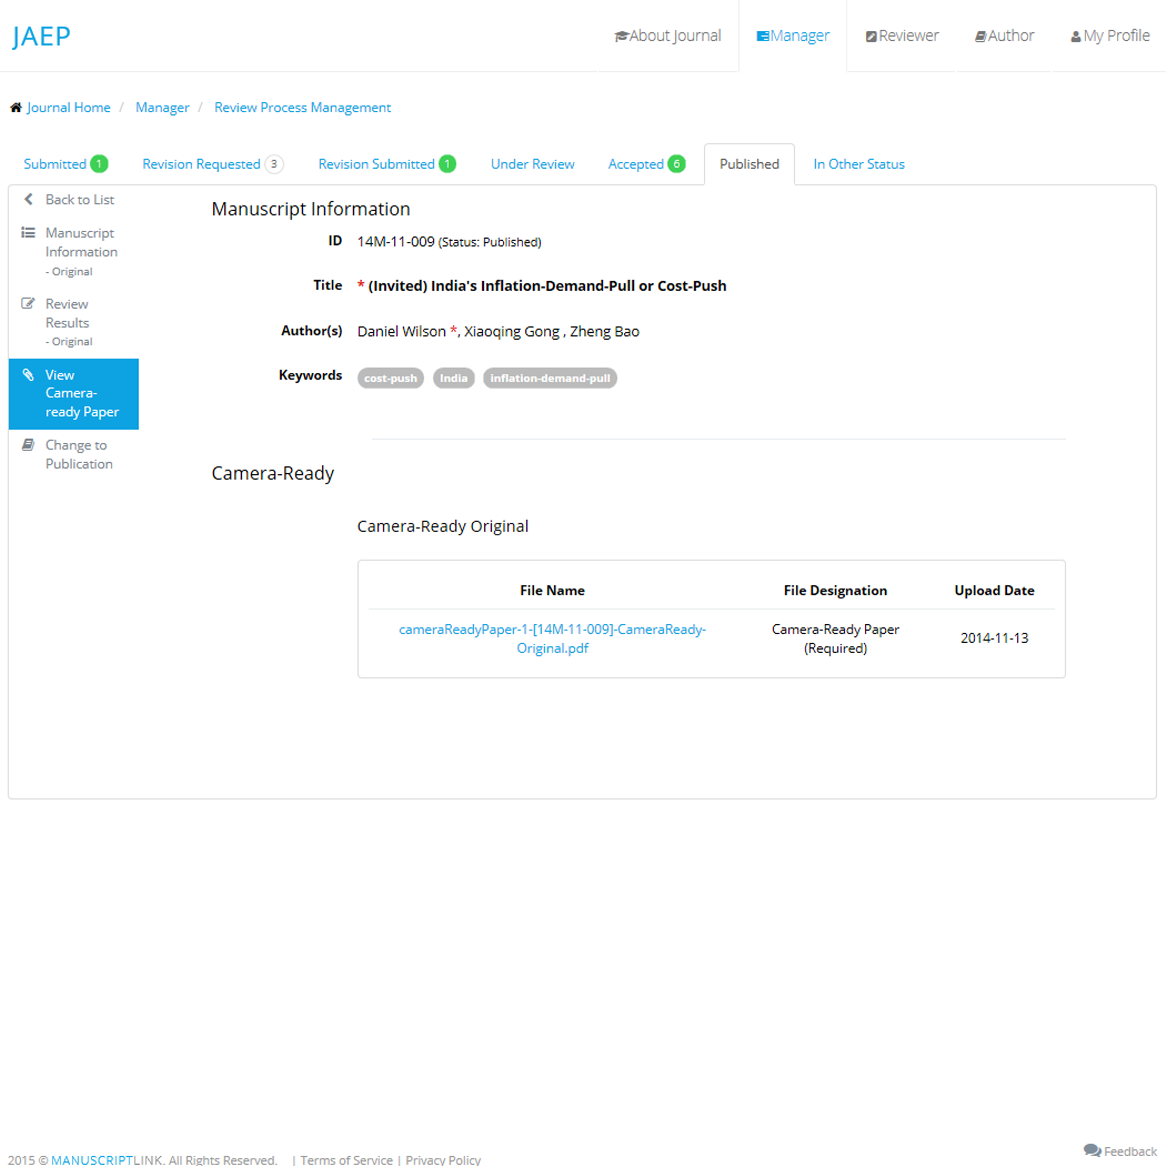 JAEP
About Journal Manager Reviewer Author My Profile
Journal Home / Manager / Review Process Management
Submitted 1 Revision Requested 3 Revision Submitted 1 Under Review Accepted 6 Published In Other Status
Back to List
Manuscript
Information
- Original
Review
Results
- Original
View
Camera-
ready Paper
Change to
Publication
Manuscript Information
ID 14M-11-009 (Status: Published)
Title * (Invited) India's Inflation-Demand-Pull or Cost-Push
Author(s) Daniel Wilson *, Xiaoqing Gong , Zheng Bao
Keywords cost-push India inflation-demand-pull
Camera-Ready
Camera-Ready Original
File Name File Designation Upload Date
cameraReadyPaper-1-[14M-11-009]-CameraReady-
Original.pdf
Camera-Ready Paper
(Required)
2014-11-13
Feedback
2015 © MANUSCRIPTLINK. All Rights Reserved. | Terms of Service | Privacy Policy